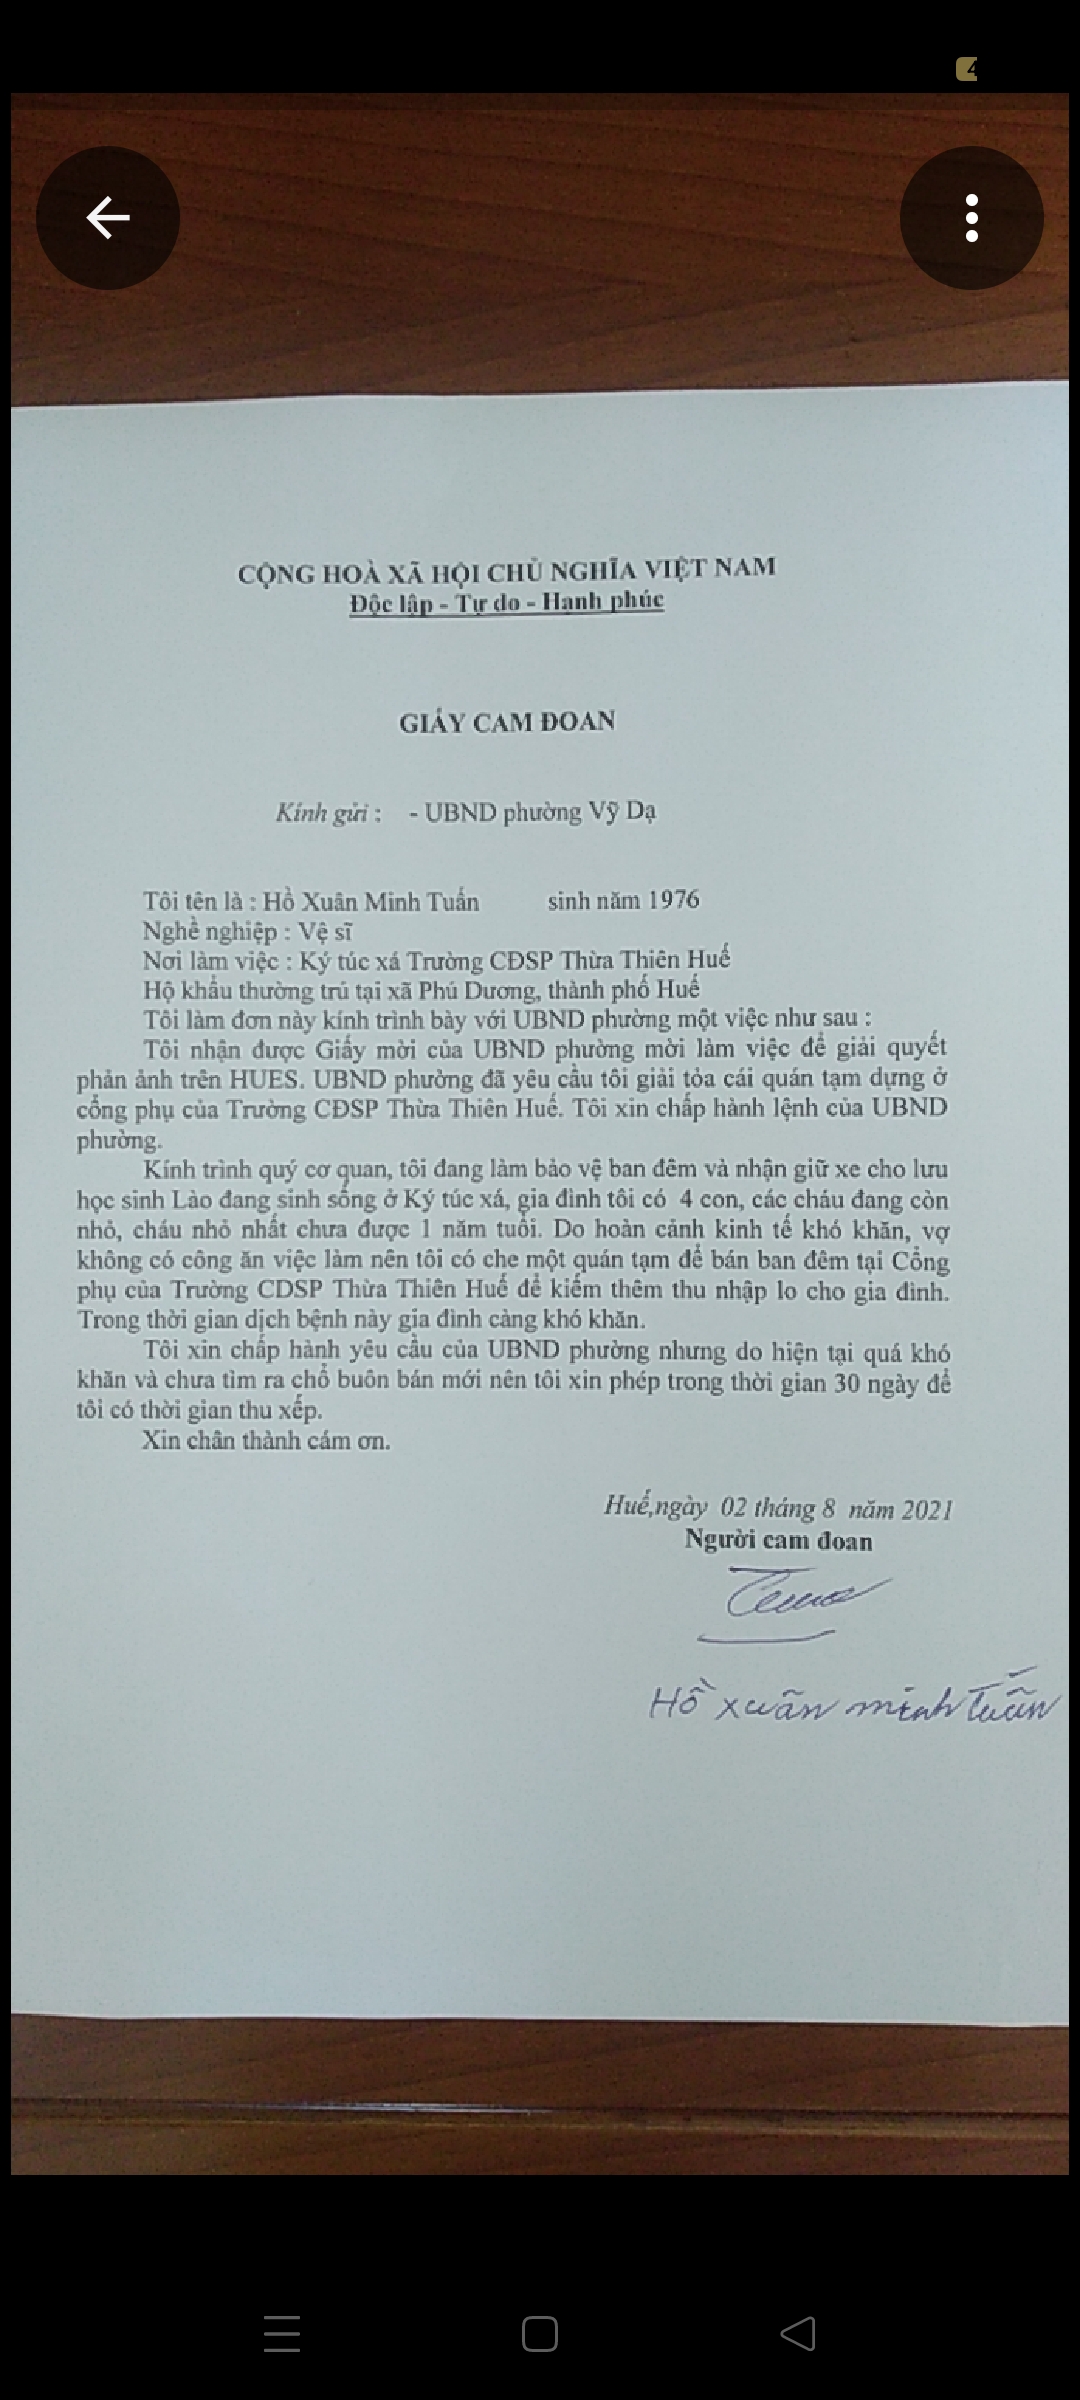 4
CỘNG HOÀ XÃ HỘI CHỦ NGHĨA VIỆT NAM
Độc lập - Tự do - Hạnh phúc
GIẤY CAM ĐOAN
Kính gửi : - UBND phường Vỹ Dạ
Tôi tên là : Hồ Xuân Minh Tuấn sinh năm 1976
Nghề nghiệp : Vệ sĩ
Nơi làm việc : Ký túc xá Trường CĐSP Thừa Thiên Huế
Hộ khẩu thường trú tại xã Phú Dương, thành phố Huế
Tôi làm đơn này kính trình bày với UBND phường một việc như sau :
Tôi nhận được Giấy mời của UBND phường mời làm việc để giải quyết
phản ảnh trên HUES. UBND phường đã yêu cầu tôi giải tỏa cái quán tạm dựng ở
cổng phụ của Trường CĐSP Thừa Thiên Huế. Tôi xin chấp hành lệnh của UBND
phường.
Kính trình quý cơ quan, tôi đang làm bảo vệ ban đêm và nhận giữ xe cho lưu
học sinh Lào đang sinh sống ở Ký túc xá, gia đình tôi có 4 con, các cháu đang còn
nhỏ, cháu nhỏ nhất chưa được 1 năm tuổi. Do hoàn cảnh kinh tế khó khăn, vợ
không có công ăn việc làm nên tôi có che một quán tạm để bán ban đêm tại Cổng
phụ của Trường CDSP Thừa Thiên Huế để kiếm thêm thu nhập lo cho gia đình.
Trong thời gian dịch bệnh này gia đình càng khó khăn.
Tôi xin chấp hành yêu cầu của UBND phường nhưng do hiện tại quá khó
khăn và chưa tìm ra chổ buôn bán mới nên tôi xin phép trong thời gian 30 ngày để
tôi có thời gian thu xếp.
Xin chân thành cám ơn.
Huế,ngày 02 tháng 8 năm 2021
Người cam đoan
Hồ xuân minh Tuấn